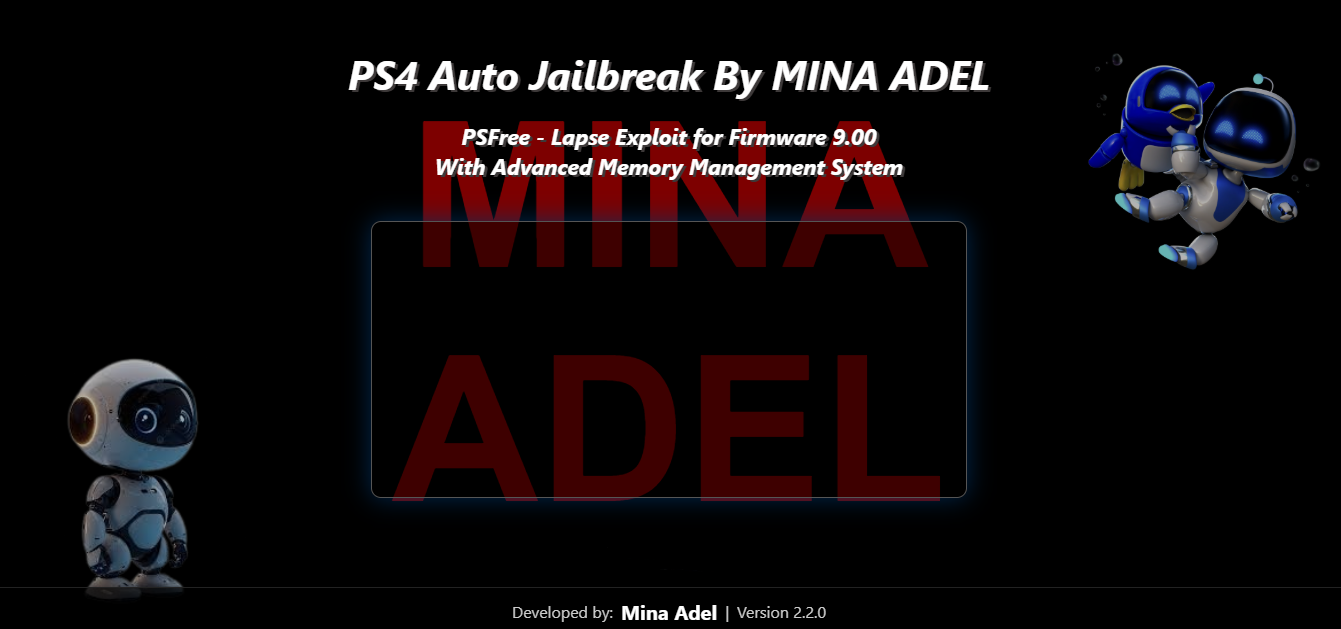 PS4 Auto Jailbreak By MINA ADEL
PSFree - Lapse Exploit for Firmware 9.00
With Advanced Memory Management System
MINA
ADEL
Developed by: Mina Adel | Version 2.2.0